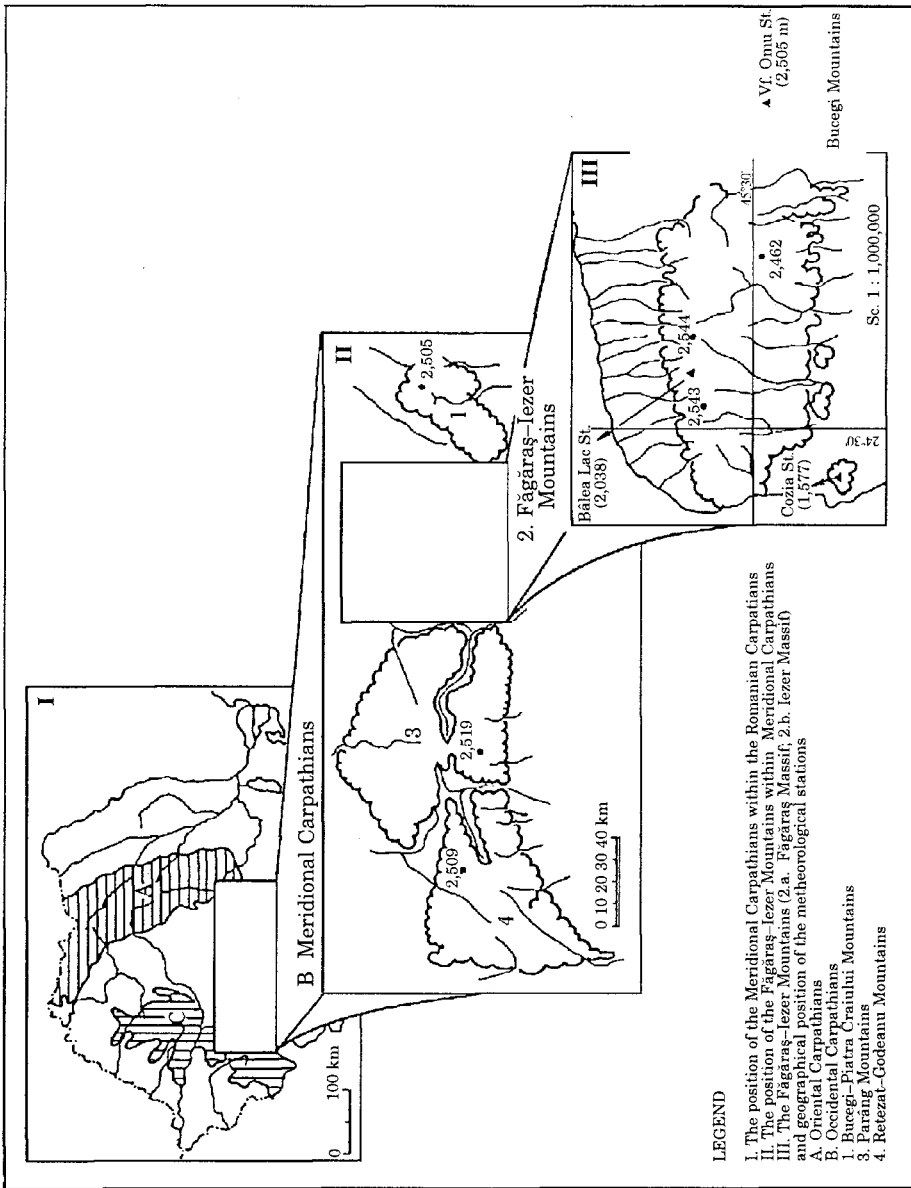 I
A
C
0 100 km
B Meridional Carpathians
II
2,505
1
3
2,519
2,509
4
0 10 20 30 40 km
2. Făgăraş–Iezer
Mountains
III
Bâlea Lac St.
(2,038)
2,543
2,544
2,462
45°30'
24°30'
Cozia St.
(1,577)
Sc. 1 : 1,000,000
▲ Vf. Omu St.
(2,505 m)
Bucegi Mountains
LEGEND
I. The position of the Meridional Carpathians within the Romanian Carpatians
II. The position of the Făgăraş–Iezer Mountains within Meridional Carpathians
III. The Făgăraş–Iezer Mountains (2.a. Făgăraş Massif; 2.b. Iezer Massif)
and geographical position of the metheorological stations
A. Oriental Carpathians
B. Occidental Carpathians
1. Bucegi–Piatra Craiului Mountains
3. Parâng Mountains
4. Retezat–Godeanu Mountains